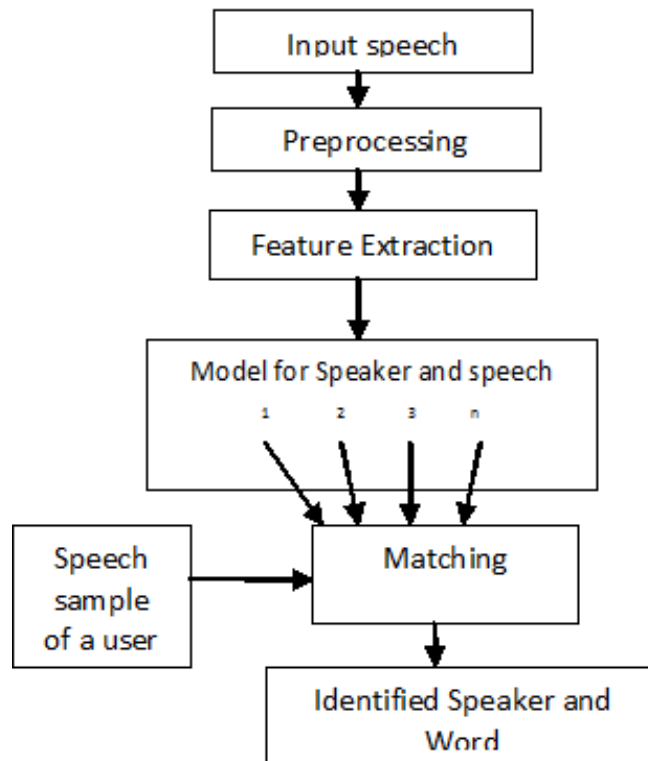 Input speech
Preprocessing
Feature Extraction
Model for Speaker and speech
1 2 3 n
Speech
sample
of a user
Matching
Identified Speaker and
Word